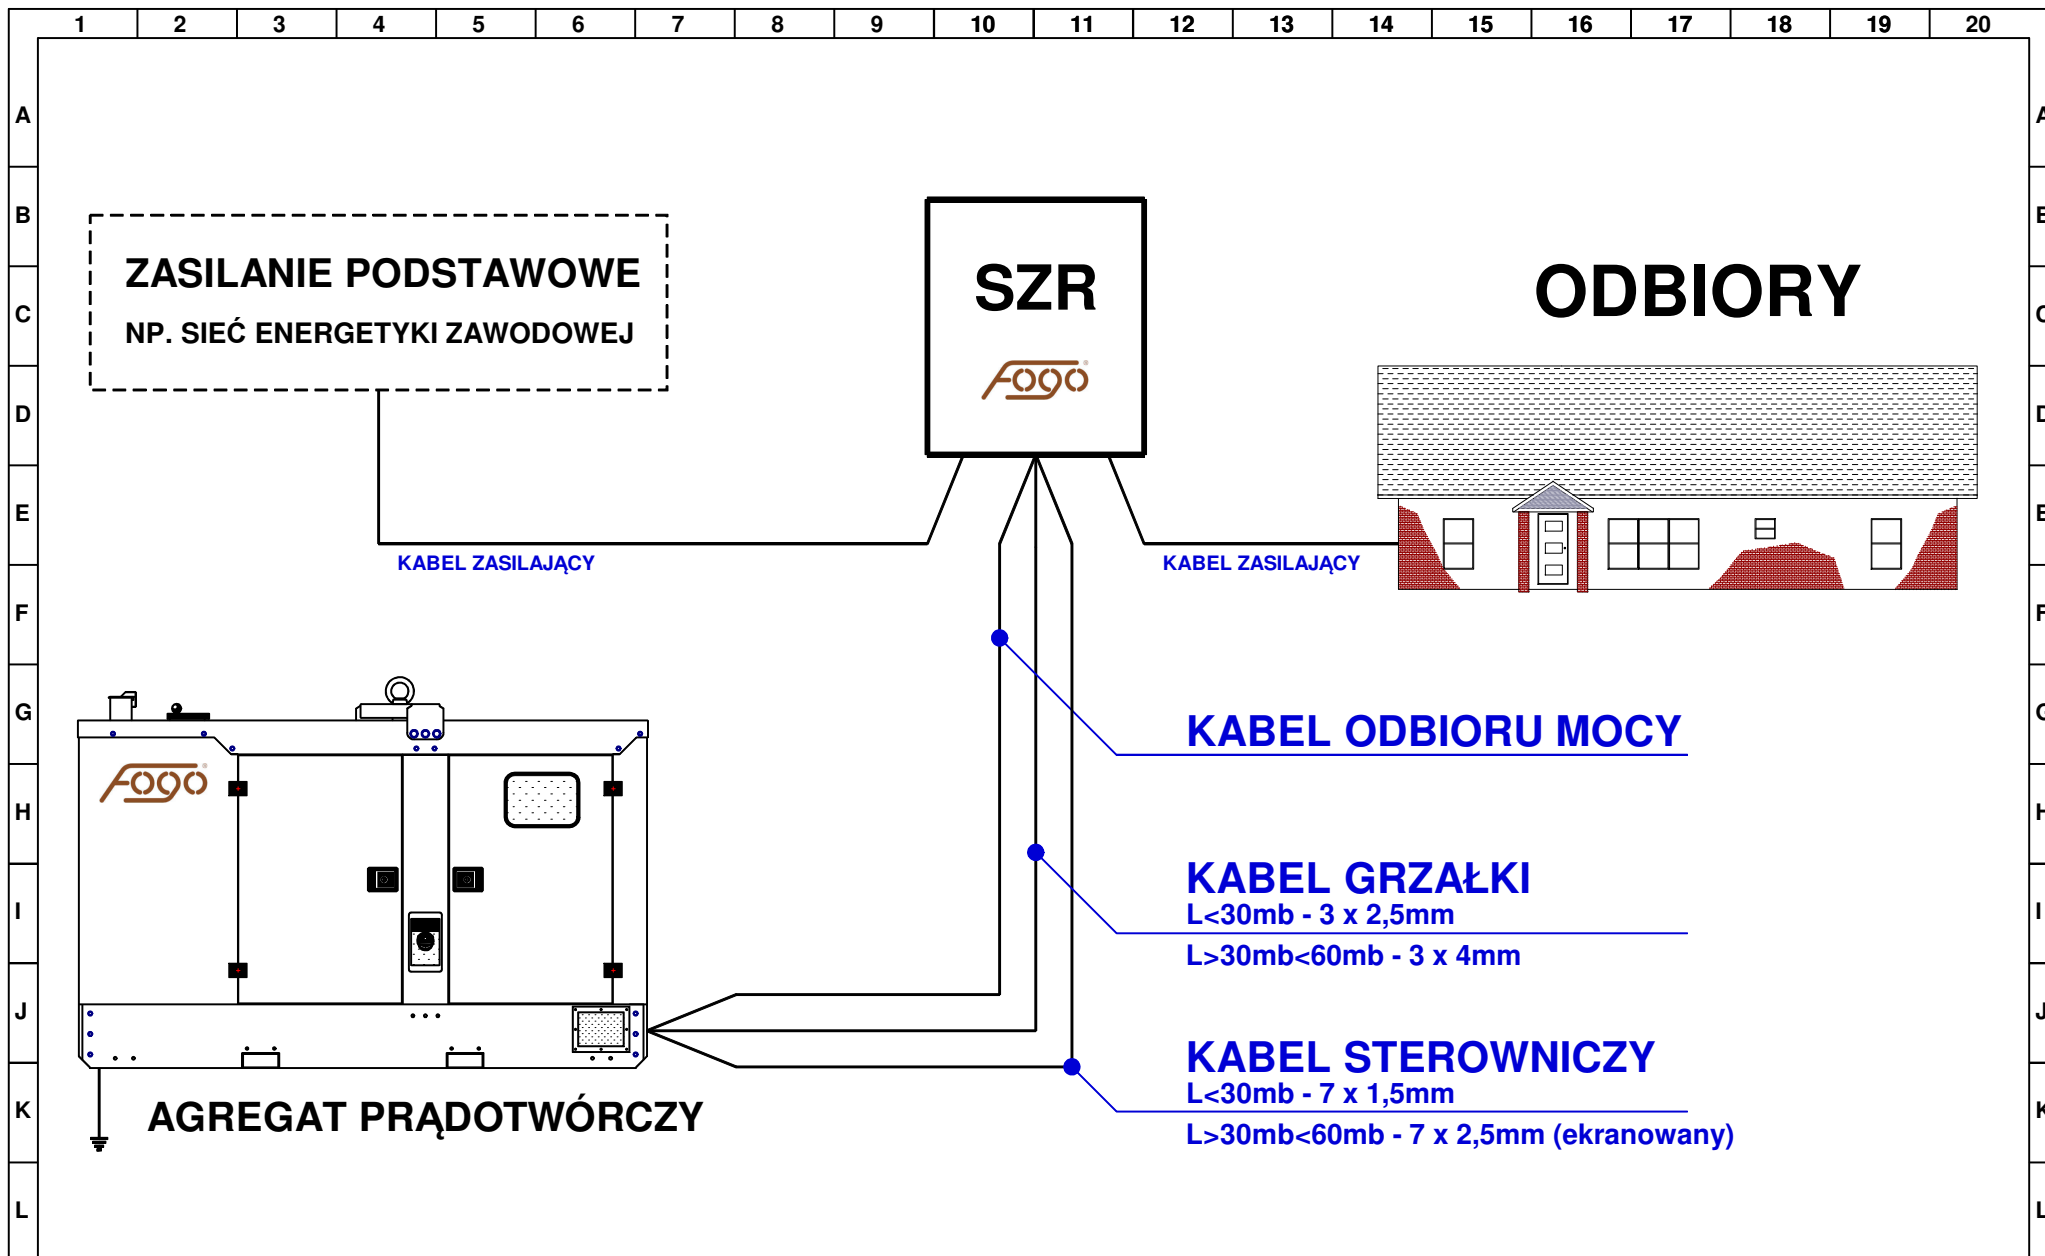 1 2 3 4 5 6 7 8 9 10 11 12 13 14 15 16 17 18 19 20
A A
B
C
D
E
F F
G
H H
I I
J J
K K
L L
ZASILANIE PODSTAWOWE
NP. SIEĆ ENERGETYKI ZAWODOWEJ
SZR
Fogo®
ODBIORY
KABEL ZASILAJĄCY
KABEL ZASILAJĄCY
KABEL ODBIORU MOCY
Fogo®
KABEL GRZAŁKI
L<30mb - 3 x 2,5mm
L>30mb<60mb - 3 x 4mm
KABEL STEROWNICZY
L<30mb - 7 x 1,5mm
L>30mb<60mb - 7 x 2,5mm (ekranowany)
AGREGAT PRĄDOTWÓRCZY